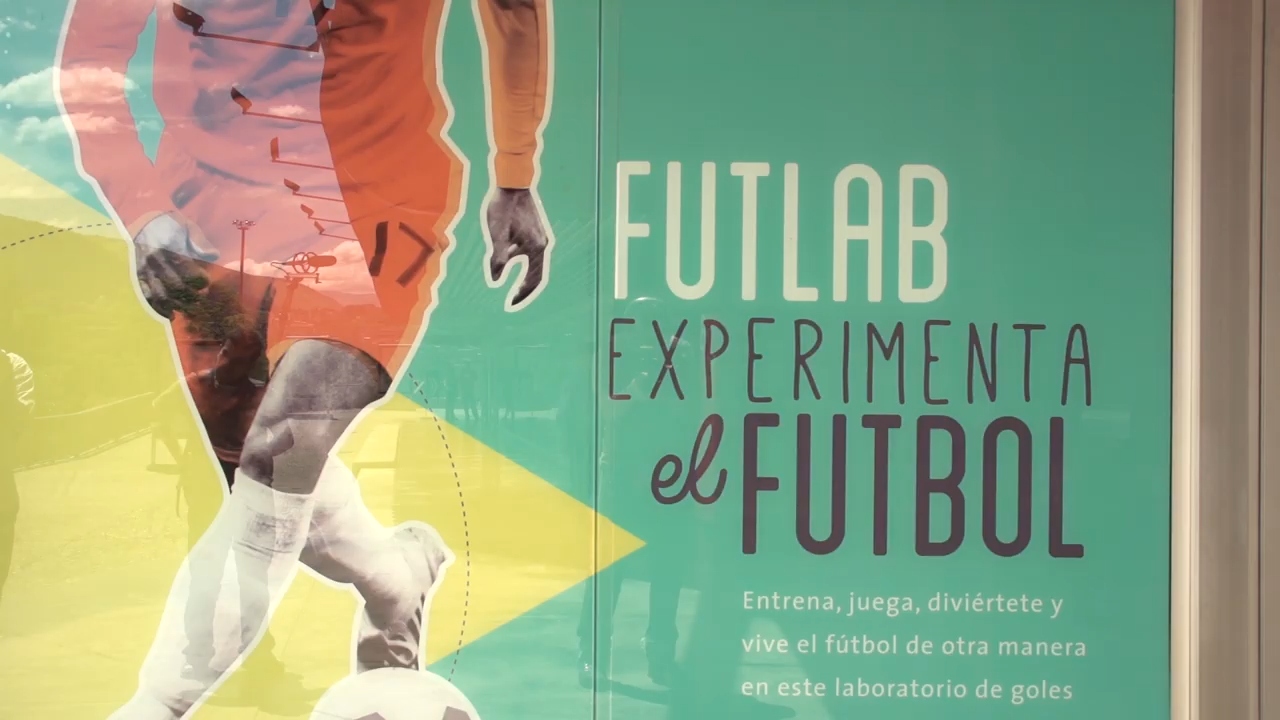 FUTLAB
EXPERIMENTA
el FUTBOL
Entrena, juega, diviértete y
vive el fútbol de otra manera
en este laboratorio de goles